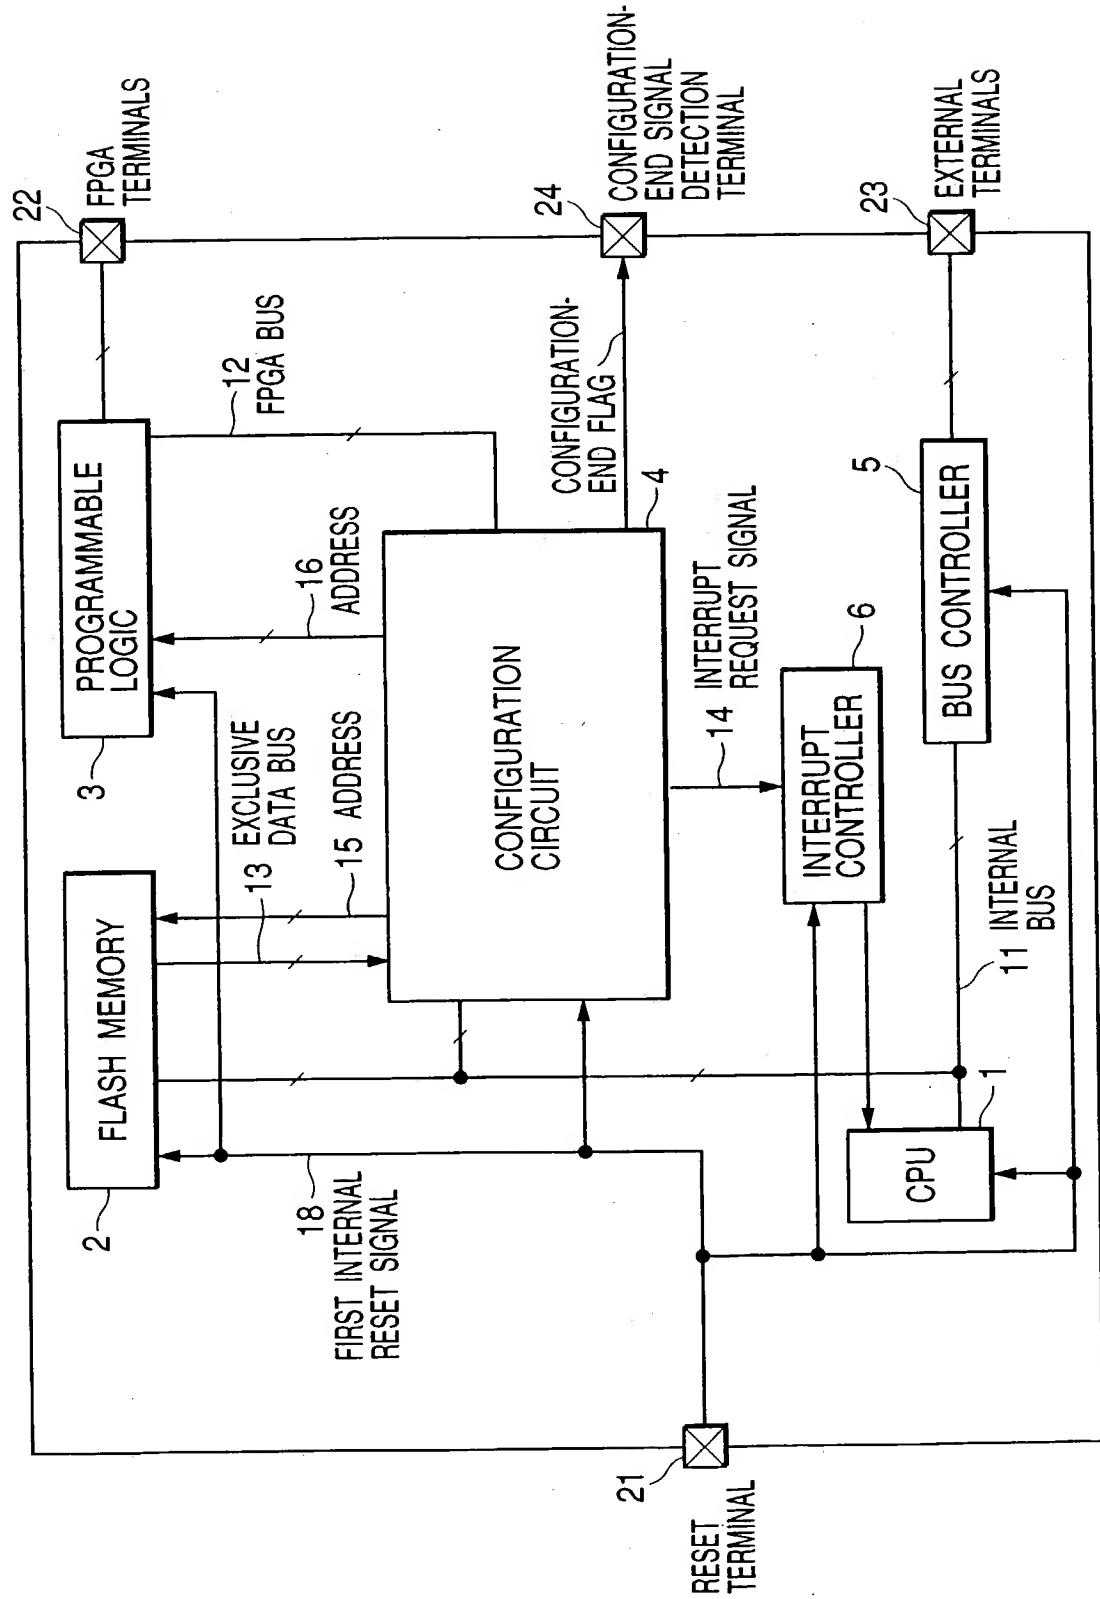 22
FPGA
TERMINALS
24
CONFIGURATION-
END SIGNAL
DETECTION
TERMINAL
23
EXTERNAL
TERMINALS
12
FPGA BUS
CONFIGURATION-
END FLAG
PROGRAMMABLE
LOGIC
3
16
ADDRESS
4
CONFIGURATION
CIRCUIT
14
INTERRUPT
REQUEST SIGNAL
5
BUS CONTROLLER
6
INTERRUPT
CONTROLLER
13
EXCLUSIVE
DATA BUS
15 ADDRESS
FLASH MEMORY
2
11
INTERNAL
BUS
1
CPU
18
FIRST INTERNAL
RESET SIGNAL
21
RESET
TERMINAL